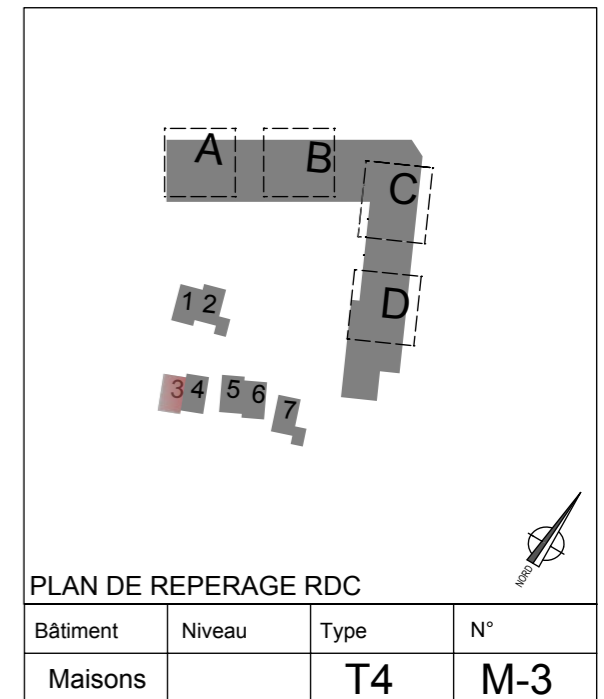 A
B
C
D
1 2
3 4 5 6 7
NORD
PLAN DE REPERAGE RDC
Bâtiment Niveau Type N°
Maisons T4 M-3